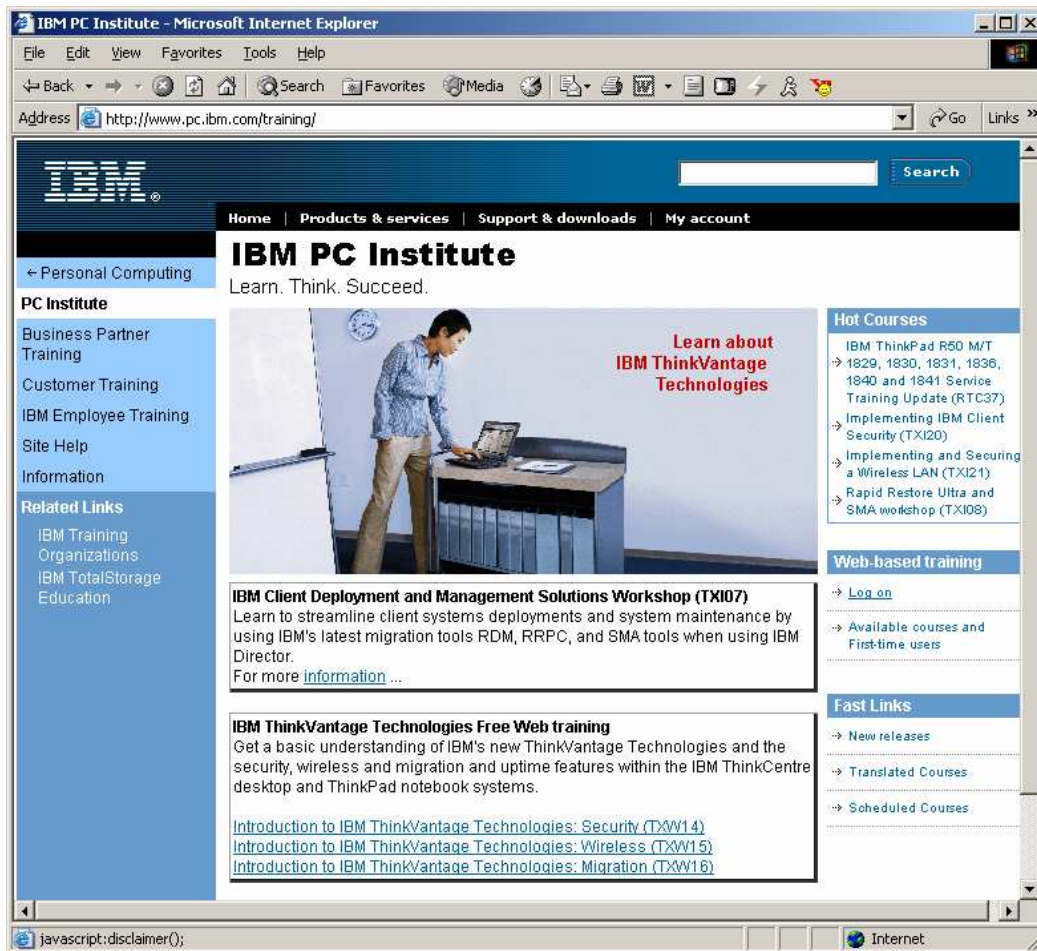 IBM PC Institute - Microsoft Internet Explorer
File Edit View Favorites Tools Help
Back Search Favorites Media
Address http://www.pc.ibm.com/training/ Go Links »
IBM®
Search
Home | Products & services | Support & downloads | My account
IBM PC Institute
Learn. Think. Succeed.
← Personal Computing
PC Institute
Business Partner
Training
Customer Training
IBM Employee Training
Site Help
Information
Related Links
IBM Training
Organizations
IBM TotalStorage
Education
Learn about
IBM ThinkVantage
Technologies
IBM Client Deployment and Management Solutions Workshop (TXI07)
Learn to streamline client systems deployments and system maintenance by
using IBM's latest migration tools RDM, RRPC, and SMA tools when using IBM
Director.
For more information ...
IBM ThinkVantage Technologies Free Web training
Get a basic understanding of IBM's new ThinkVantage Technologies and the
security, wireless and migration and uptime features within the IBM ThinkCentre
desktop and ThinkPad notebook systems.
Introduction to IBM ThinkVantage Technologies: Security (TXW14)
Introduction to IBM ThinkVantage Technologies: Wireless (TXW15)
Introduction to IBM ThinkVantage Technologies: Migration (TXW16)
Hot Courses
IBM ThinkPad R50 M/T
1829, 1830, 1831, 1836,
1840 and 1841 Service
Training Update (RTC37)
Implementing IBM Client
Security (TXI20)
Implementing and Securing
a Wireless LAN (TXI21)
Rapid Restore Ultra and
SMA workshop (TXI08)
Web-based training
Log on
Available courses and
First-time users
Fast Links
New releases
Translated Courses
Scheduled Courses
javascript:disclaimer(); Internet